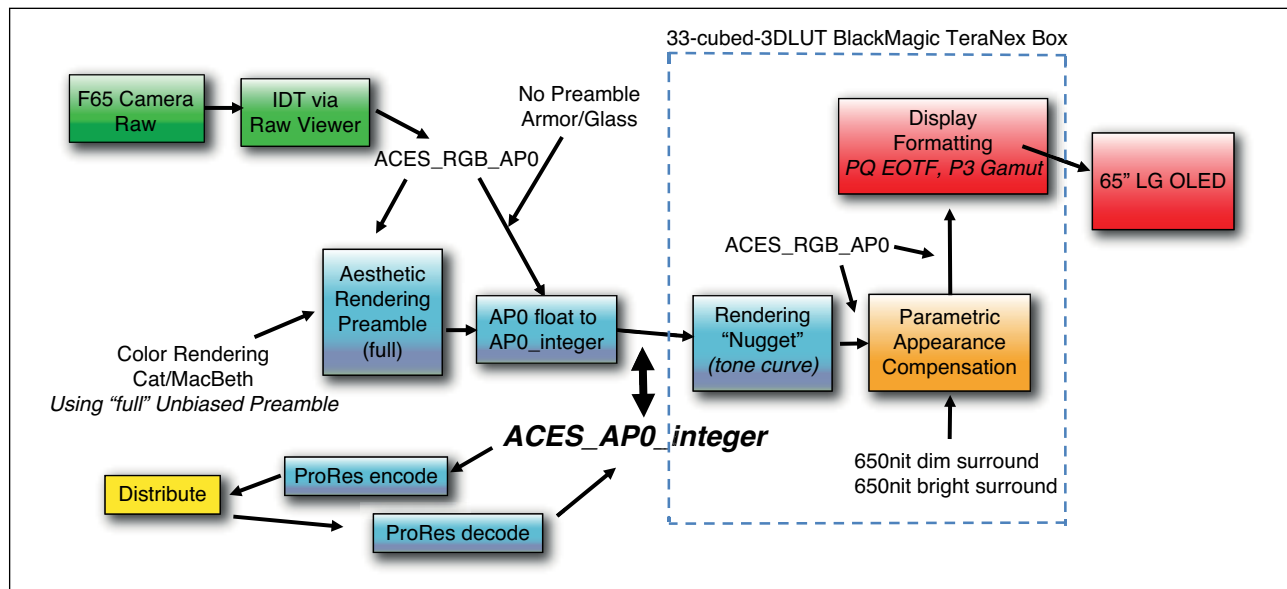 33-cubed-3DLUT BlackMagic TeraNex Box
F65 Camera
Raw
IDT via
Raw Viewer
No Preamble
Armor/Glass
ACES_RGB_AP0
Display
Formatting
PQ EOTF, P3 Gamut
65” LG OLED
Aesthetic
Rendering
Preamble
(full)
AP0 float to
AP0_integer
ACES_RGB_AP0
Rendering
“Nugget”
(tone curve)
Parametric
Appearance
Compensation
Color Rendering
Cat/MacBeth
Using “full” Unbiased Preamble
ACES_AP0_integer
650nit dim surround
650nit bright surround
ProRes encode
Distribute
ProRes decode